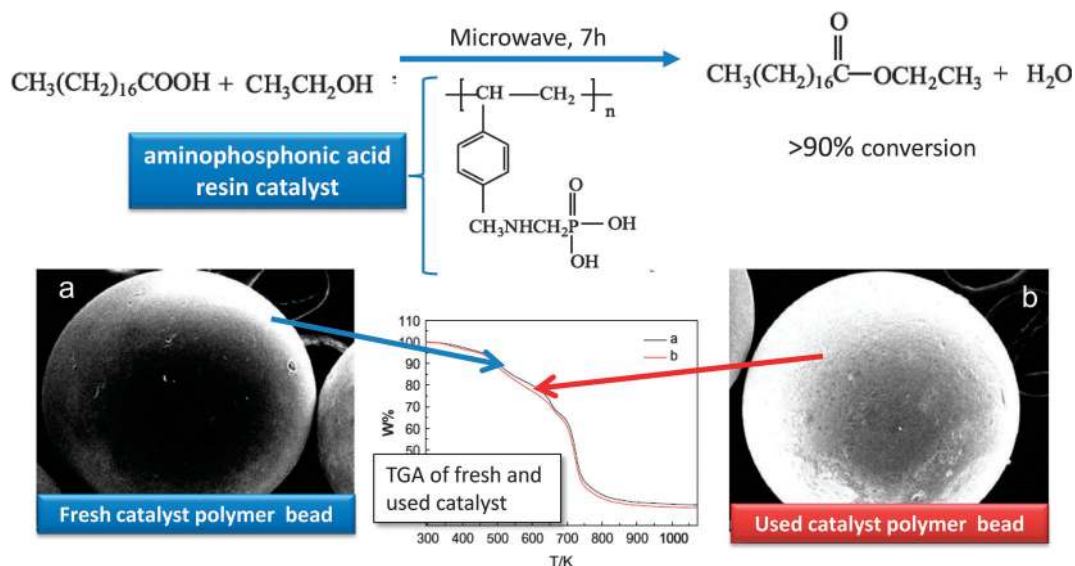 Microwave, 7h
CH₃(CH₂)₁₆COOH + CH₃CH₂OH
O
CH₃(CH₂)₁₆ C OCH₂CH₃ + H₂O
>90% conversion
aminophosphonic acid
resin catalyst
CH CH₂ n
O
CH₃NHCH₂P OH
OH
a
Fresh catalyst polymer bead
110
100
90
80
70
60
50
W%
a
b
TGA of fresh and
used catalyst
300 400 500 600 700 800 900 1000
T/K
b
Used catalyst polymer bead